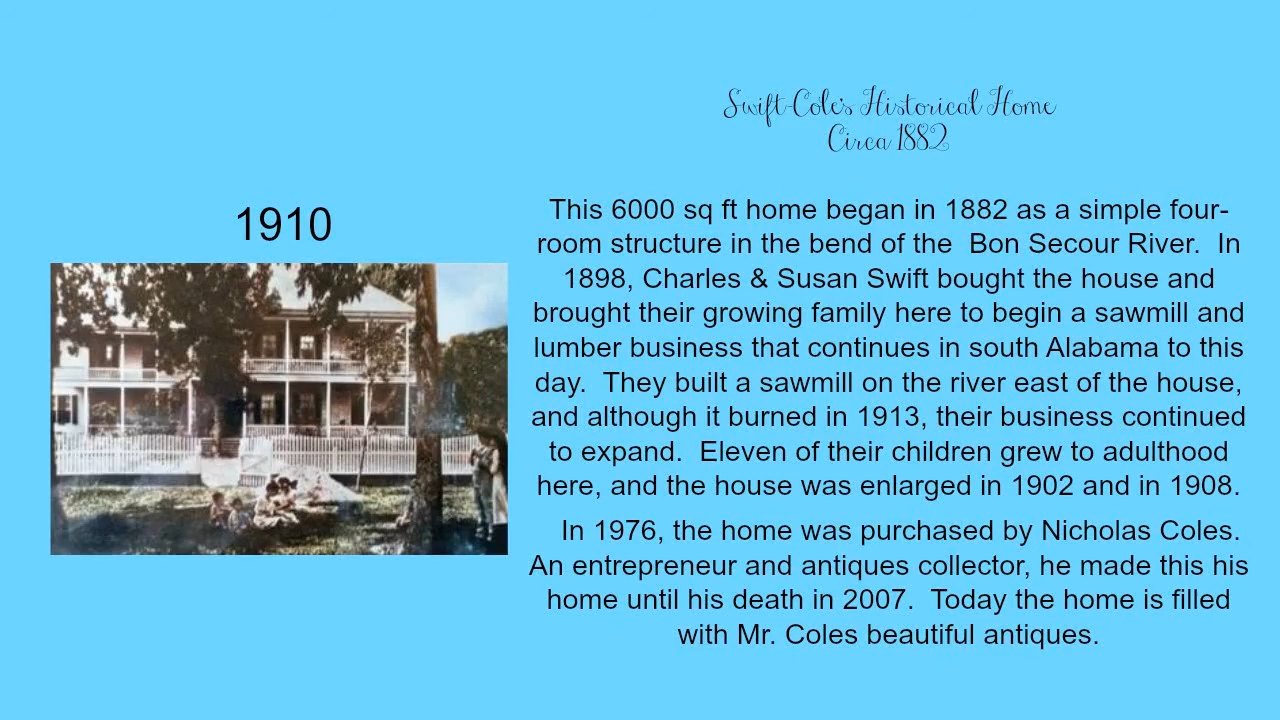 Swift-Cole's Historical Home
Circa 1882
1910
This 6000 sq ft home began in 1882 as a simple four-
room structure in the bend of the  Bon Secour River.  In
1898, Charles & Susan Swift bought the house and
brought their growing family here to begin a sawmill and
lumber business that continues in south Alabama to this
day.  They built a sawmill on the river east of the house,
and although it burned in 1913, their business continued
to expand.  Eleven of their children grew to adulthood
here, and the house was enlarged in 1902 and in 1908.
In 1976, the home was purchased by Nicholas Coles.
An entrepreneur and antiques collector, he made this his
home until his death in 2007.  Today the home is filled
with Mr. Coles beautiful antiques.